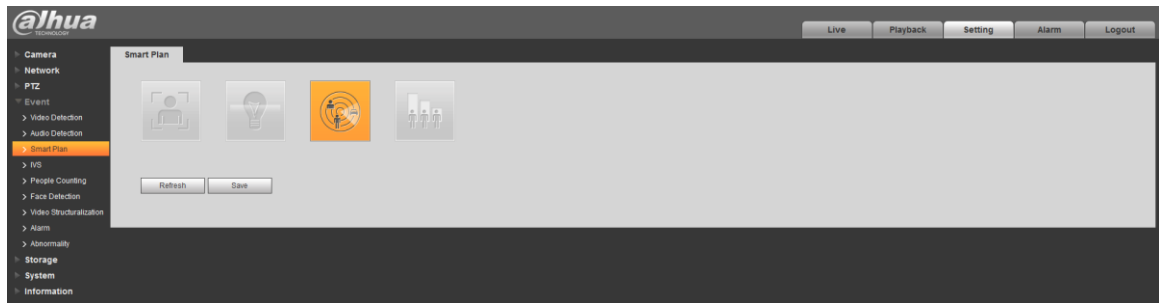 alhua
TECHNOLOGY
Live Playback Setting Alarm Logout
Camera
Network
PTZ
Event
Video Detection
Audio Detection
Smart Plan
IVS
People Counting
Face Detection
Video Structuralization
Alarm
Abnormality
Storage
System
Information
Smart Plan
Refresh Save